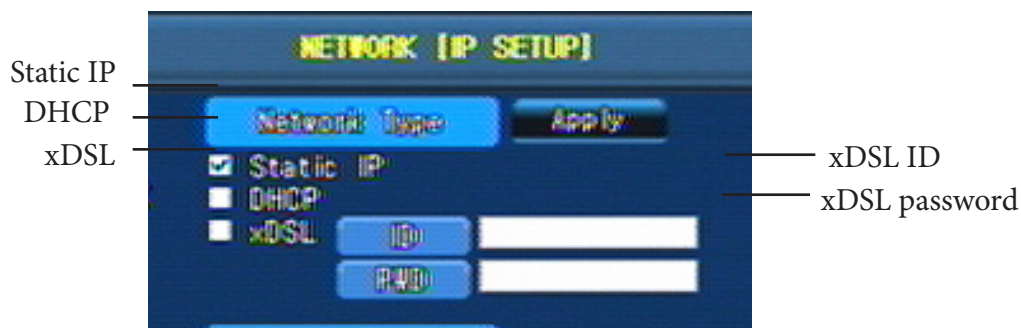 NETWORK [IP SETUP]
Static IP
DHCP
xDSL
Network Type
Apply
Static IP
DHCP
xDSL
ID
PWD
xDSL ID
xDSL password